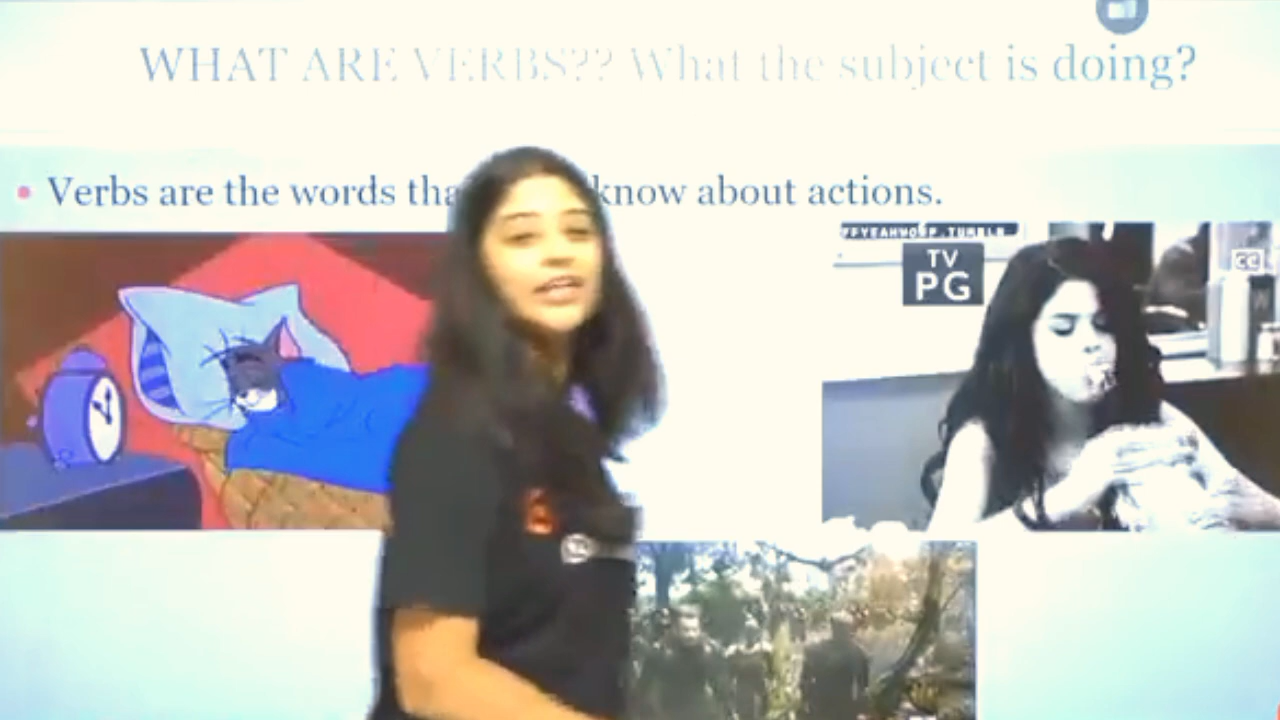 WHAT ARE VERBS?? What the subject is doing?
Verbs are the words know about actions.
TV
PG
CC